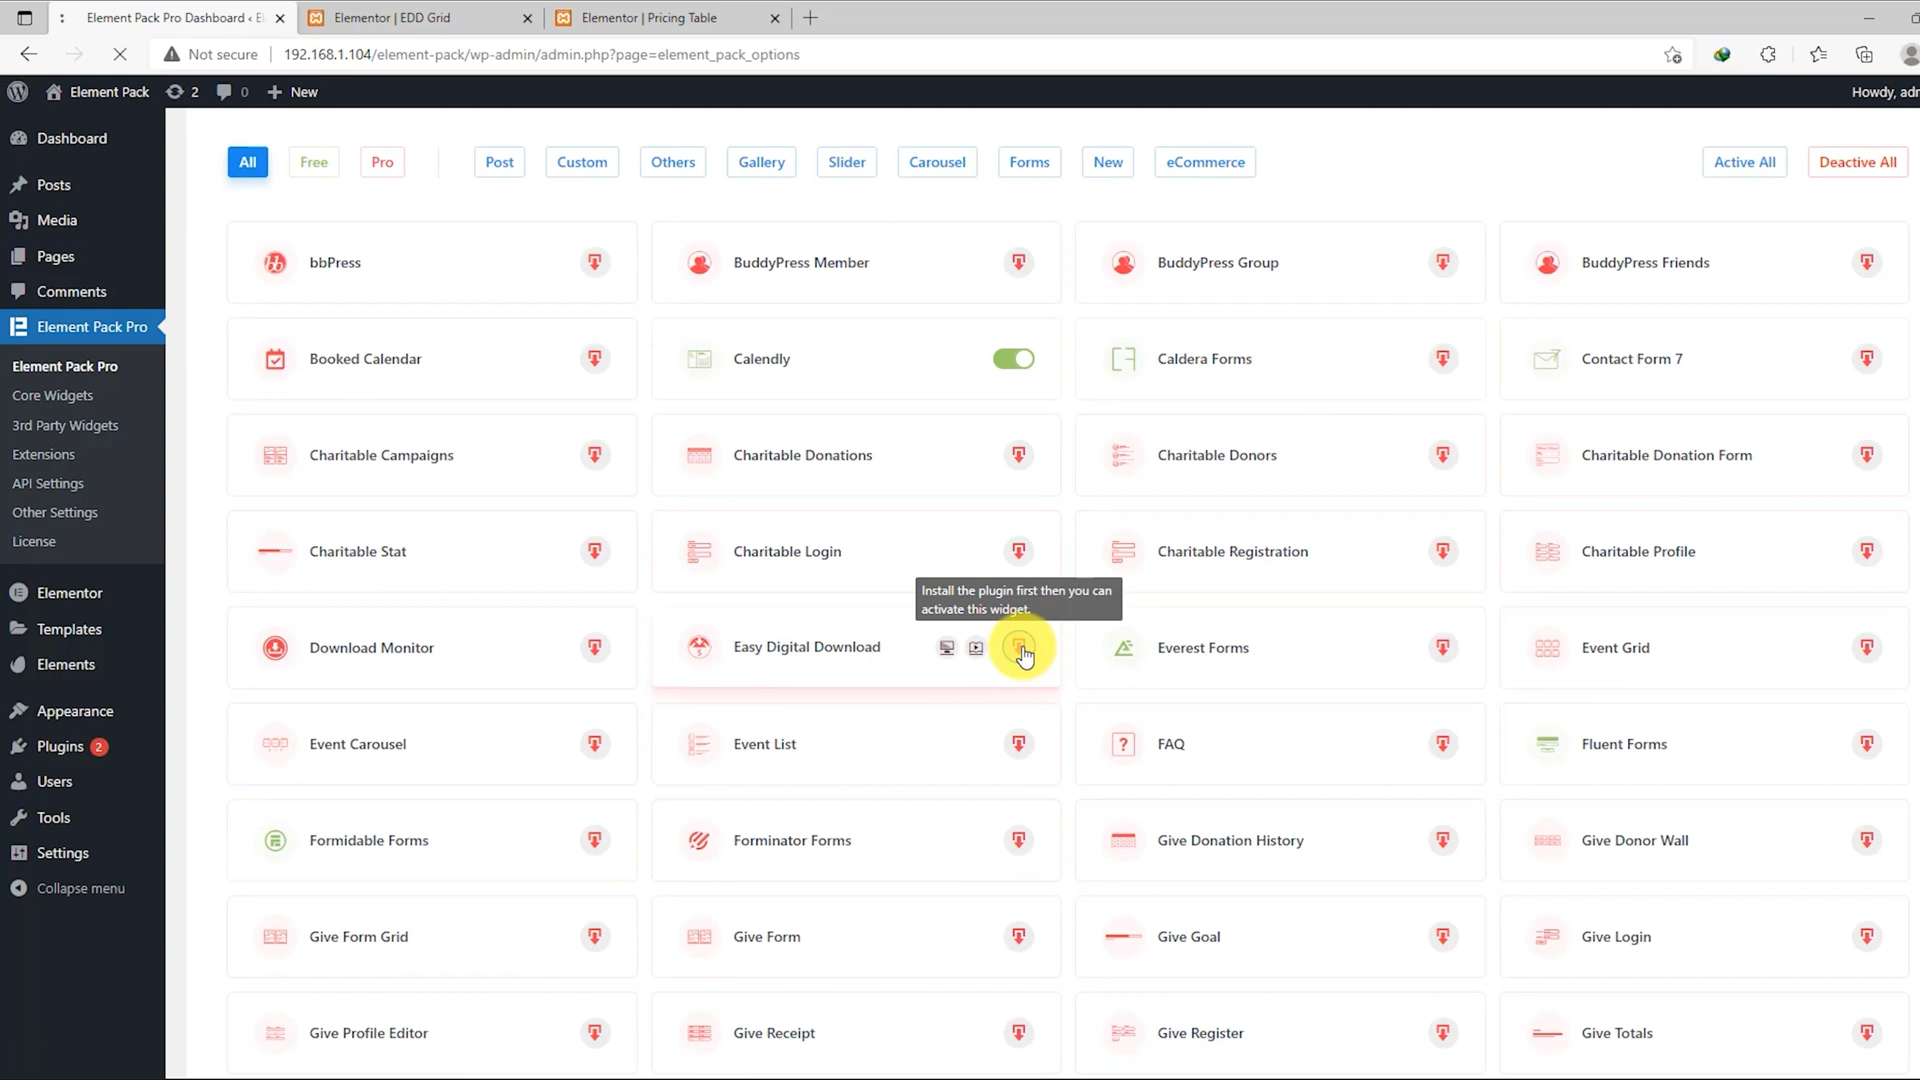 Element Pack Pro Dashboard ‹ El
Elementor | EDD Grid
Elementor | Pricing Table
Not secure
192.168.1.104/element-pack/wp-admin/admin.php?page=element_pack_options
Element Pack
2
0
New
Howdy, adm
Dashboard
Posts
Media
Pages
Comments
Element Pack Pro
Element Pack Pro
Core Widgets
3rd Party Widgets
Extensions
API Settings
Other Settings
License
Elementor
Templates
Elements
Appearance
Plugins 2
Users
Tools
Settings
Collapse menu
All
Free
Pro
Post
Custom
Others
Gallery
Slider
Carousel
Forms
New
eCommerce
Active All
Deactive All
bbPress
BuddyPress Member
BuddyPress Group
BuddyPress Friends
Booked Calendar
Calendly
Caldera Forms
Contact Form 7
Charitable Campaigns
Charitable Donations
Charitable Donors
Charitable Donation Form
Charitable Stat
Charitable Login
Charitable Registration
Charitable Profile
Install the plugin first then you can
activate this widget.
Download Monitor
Easy Digital Download
Everest Forms
Event Grid
Event Carousel
Event List
FAQ
Fluent Forms
Formidable Forms
Forminator Forms
Give Donation History
Give Donor Wall
Give Form Grid
Give Form
Give Goal
Give Login
Give Profile Editor
Give Receipt
Give Register
Give Totals